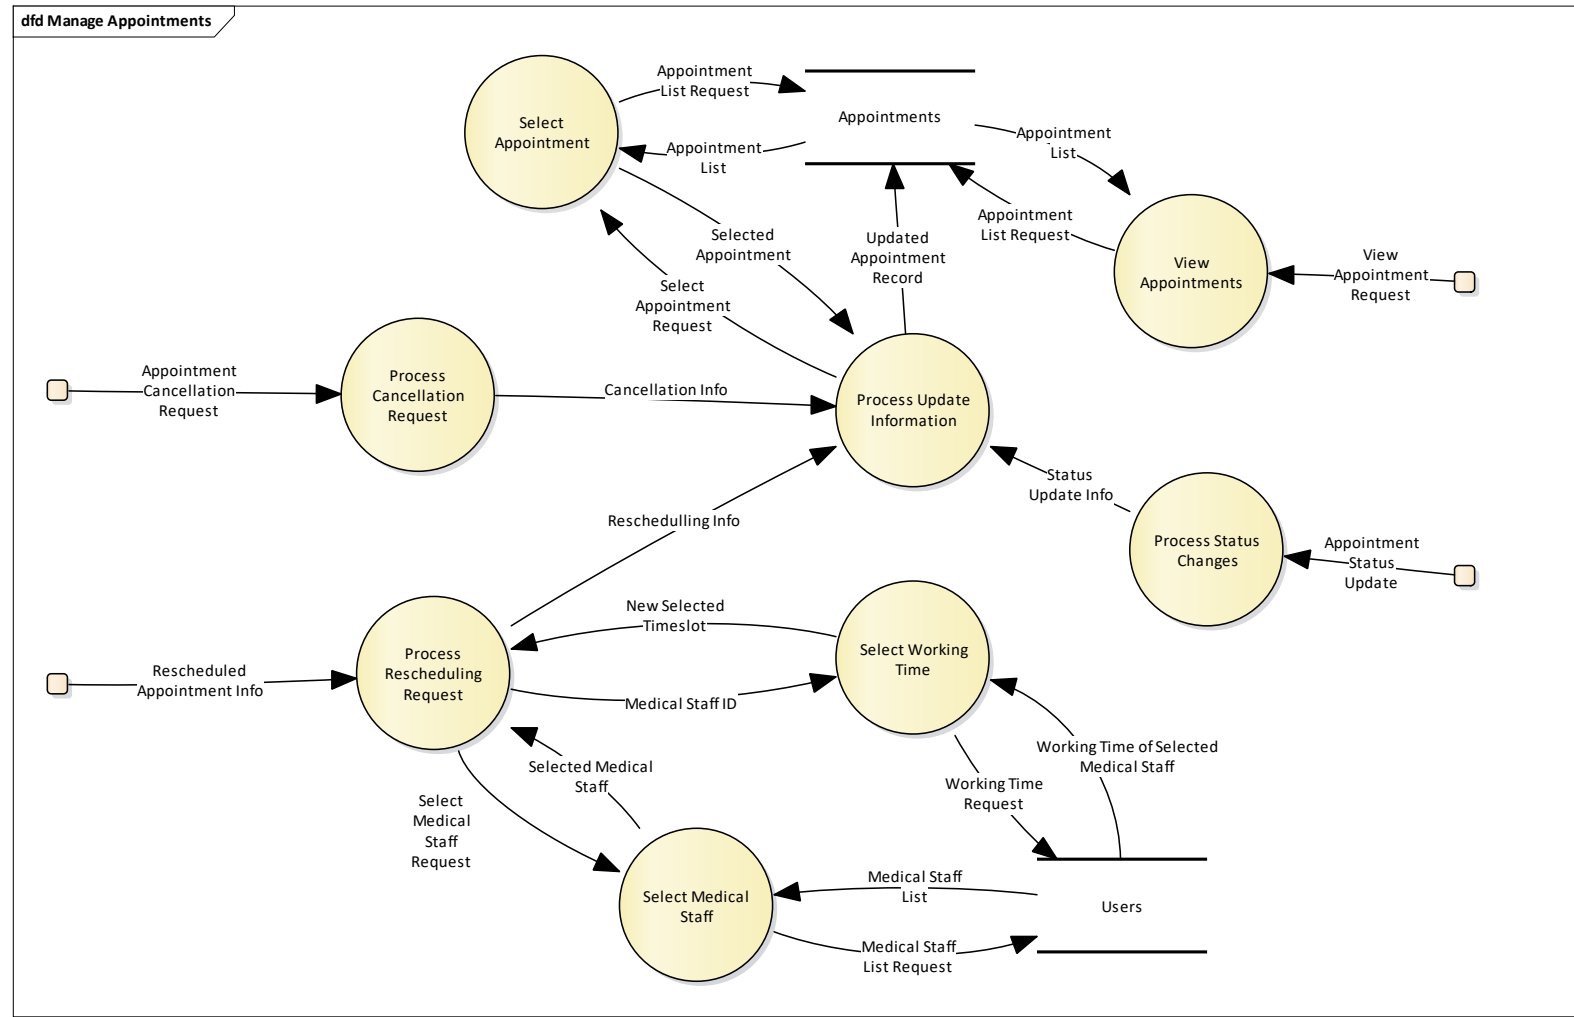 dfd Manage Appointments
Appointment
List Request
Select
Appointment
Appointments
Appointment
List
Appointment
List
Selected
Appointment
Updated
Appointment
Record
Appointment
List Request
View
Appointments
View
Appointment
Request
Select
Appointment
Request
Appointment
Cancellation
Request
Process
Cancellation
Request
Cancellation Info
Process Update
Information
Status
Update Info
Reschedulling Info
Process Status
Changes
Appointment
Status
Update
New Selected
Timeslot
Rescheduled
Appointment Info
Process
Rescheduling
Request
Select Working
Time
Medical Staff ID
Selected Medical
Staff
Working Time of Selected
Medical Staff
Working Time
Request
Select
Medical
Staff
Request
Select Medical
Staff
Medical Staff
List
Users
Medical Staff
List Request